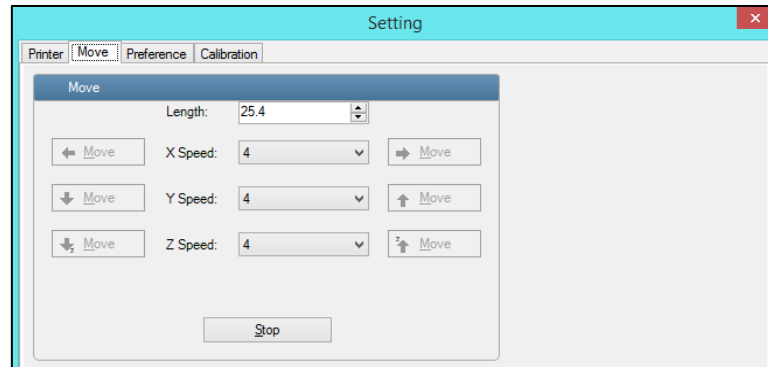 Setting
Printer Move Preference Calibration
Move
Length: 25.4
Move X Speed: 4 Move
Move Y Speed: 4 Move
z Move Z Speed: 4 z Move
Stop